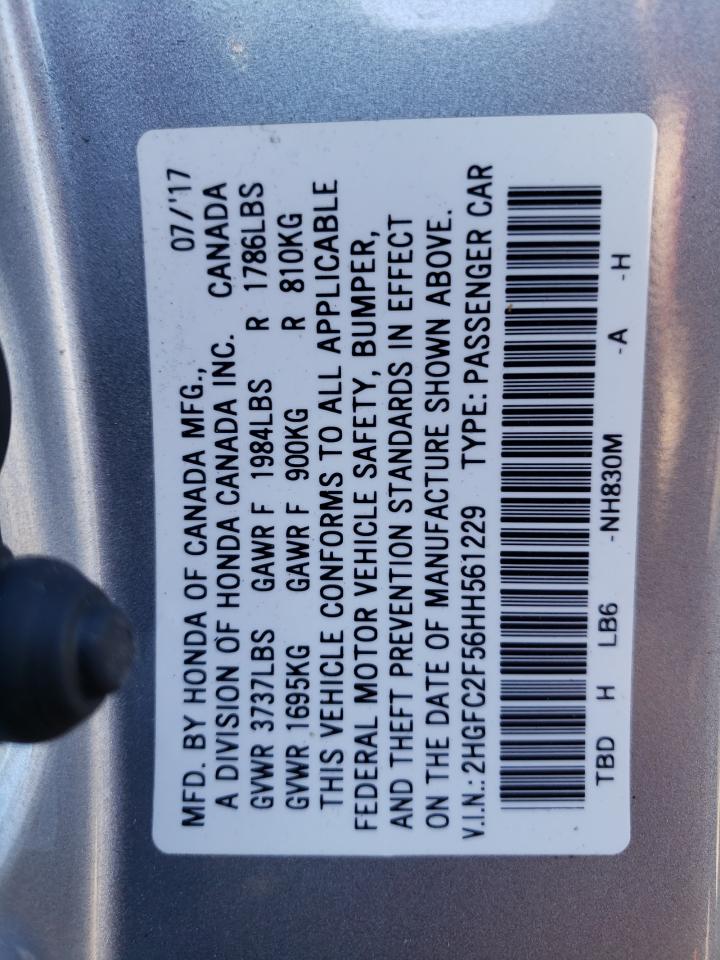 MFD. BY HONDA OF CANADA MFG., 07/'17
A DIVISION OF HONDA CANADA INC. CANADA
GVWR 3737LBS GAWR F 1984LBS R 1786LBS
GVWR 1695KG GAWR F 900KG R 810KG
THIS VEHICLE CONFORMS TO ALL APPLICABLE
FEDERAL MOTOR VEHICLE SAFETY, BUMPER,
AND THEFT PREVENTION STANDARDS IN EFFECT
ON THE DATE OF MANUFACTURE SHOWN ABOVE.
V.I.N.: 2HGFC2F56HH561229 TYPE: PASSENGER CAR
TBD H LB6 -NH830M -A -H